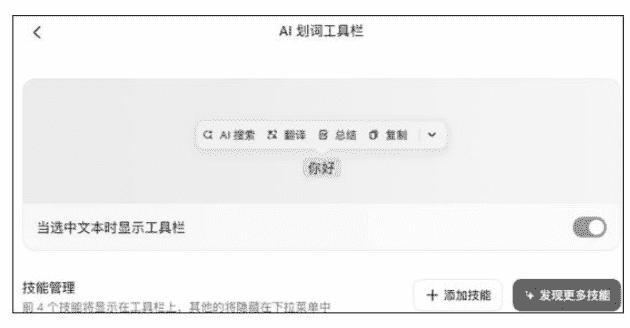 AI 划词工具栏
AI 搜索 翻译 总结 复制
你好
当选中文本时显示工具栏
技能管理
+ 添加技能 发现更多技能
前 4 个技能将显示在工具栏上，其他的将隐藏在下拉菜单中